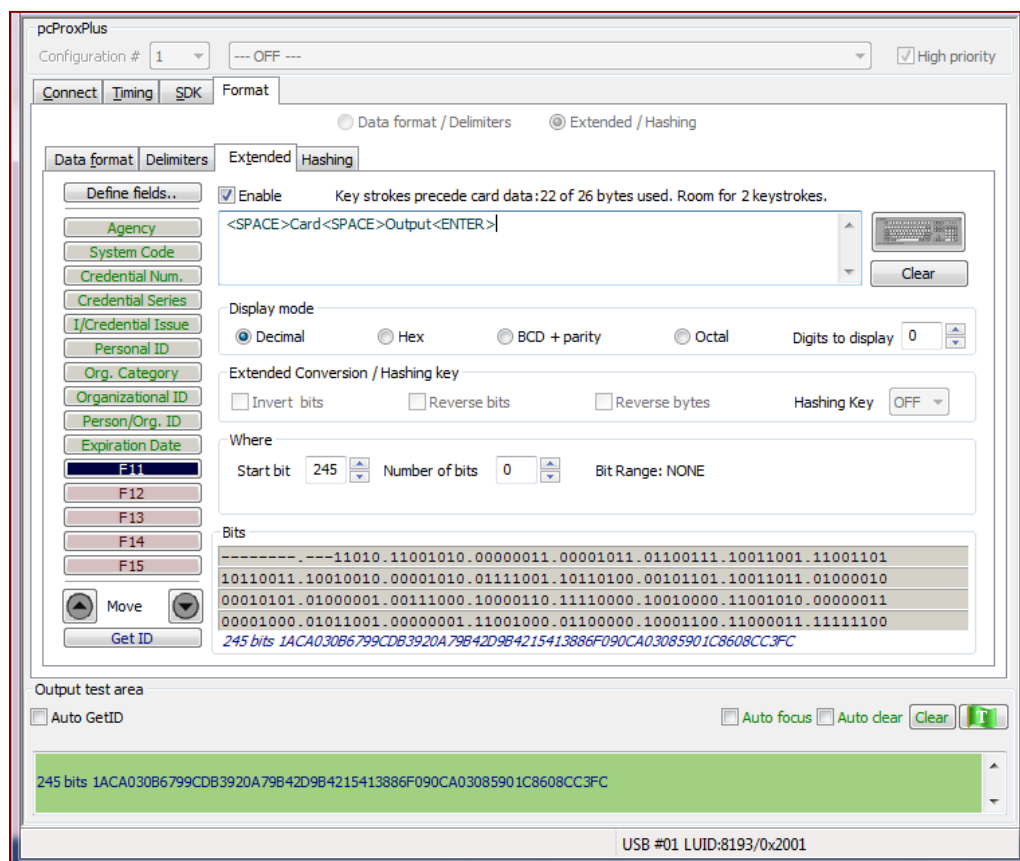 pcProxPlus
Configuration # 1 --- OFF --- High priority
Connect Timing SDK Format
Data format / Delimiters Extended / Hashing
Data format Delimiters Extended Hashing
Define fields.. Enable Key strokes precede card data:22 of 26 bytes used. Room for 2 keystrokes.
Agency
System Code
Credential Num.
Credential Series
I/Credential Issue
Personal ID
Org. Category
Organizational ID
Person/Org. ID
Expiration Date
F11
F12
F13
F14
F15
Move
Get ID
<SPACE>Card<SPACE>Output<ENTER>
Clear
Display mode
Decimal Hex BCD + parity Octal Digits to display 0
Extended Conversion / Hashing key
Invert bits Reverse bits Reverse bytes Hashing Key OFF
Where
Start bit 245 Number of bits 0 Bit Range: NONE
Bits
--------.---11010.11001010.00000011.00001011.01100111.10011001.11001101
10110011.10010010.00001010.01111001.10110100.00101101.10011011.01000010
00010101.01000001.00111000.10000110.11110000.10010000.11001010.00000011
00001000.01011001.00000001.11001000.01100000.10001100.11000011.11111100
245 bits 1ACA030B6799CDB3920A79B42D9B4215413886F090CA03085901C8608CC3FC
Output test area
Auto GetID Auto focus Auto clear Clear T
245 bits 1ACA030B6799CDB3920A79B42D9B4215413886F090CA03085901C8608CC3FC
USB #01 LUID:8193/0x2001